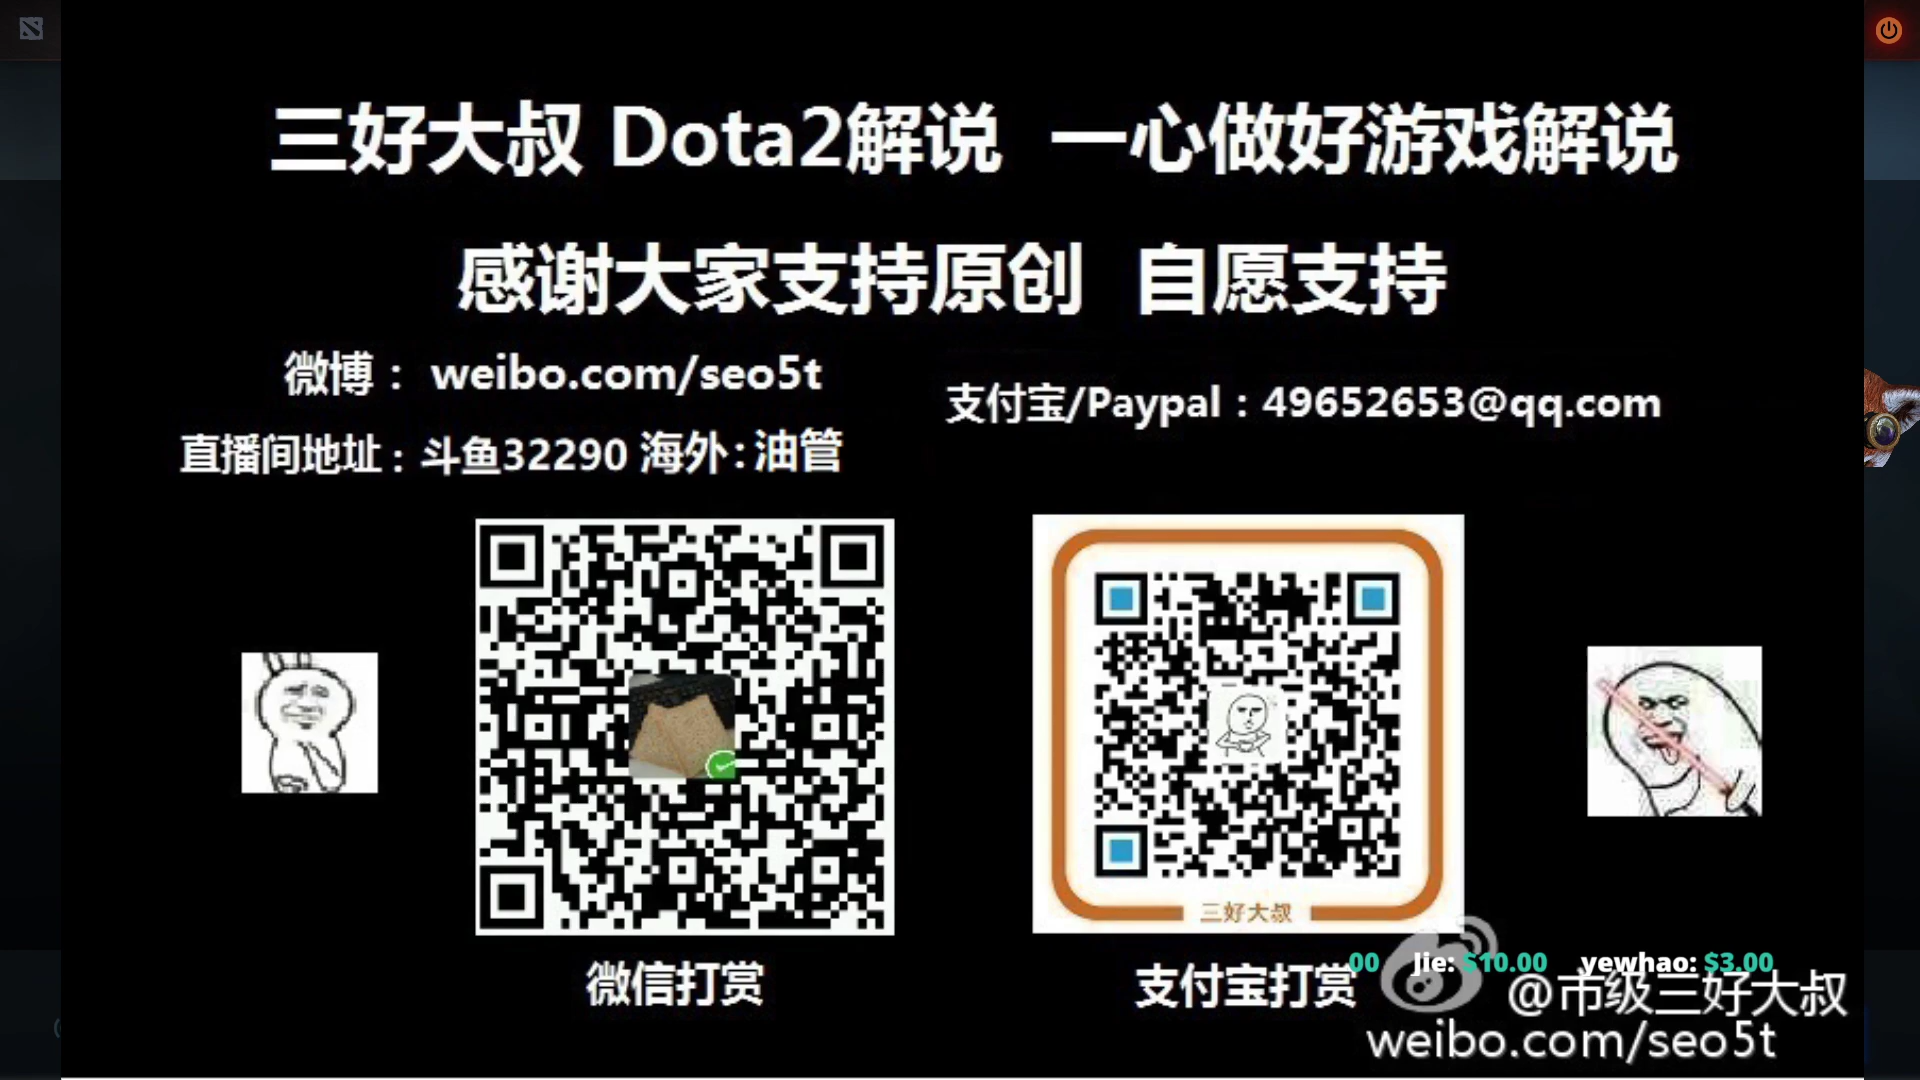 三好大叔 Dota2解说 一心做好游戏解说
感谢大家支持原创 自愿支持
微博： weibo.com/seo5t
支付宝/Paypal：49652653@qq.com
直播间地址：斗鱼32290 海外:油管
三好大叔
微信打赏
支付宝打赏
00 Jie: $10.00 yewhao: $3.00
@市级三好大叔
weibo.com/seo5t